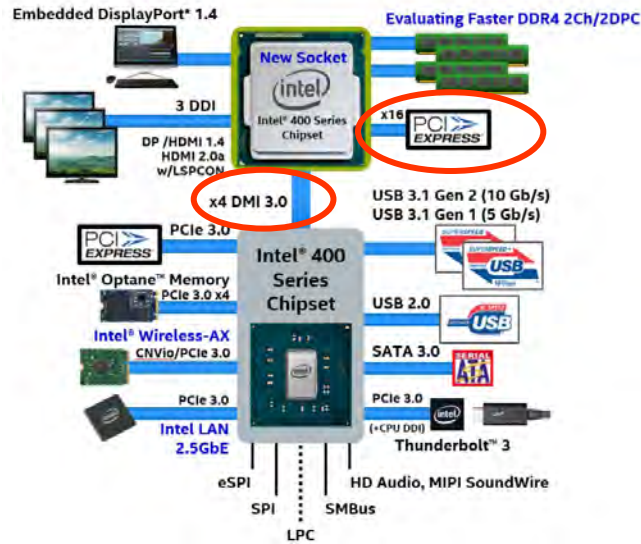 Embedded DisplayPort* 1.4
Evaluating Faster DDR4 2Ch/2DPC
New Socket
intel
Intel® 400 Series
Chipset
3 DDI
DP /HDMI 1.4
HDMI 2.0a
w/LSPCON
x16
PCI
EXPRESS®
x4 DMI 3.0
USB 3.1 Gen 2 (10 Gb/s)
USB 3.1 Gen 1 (5 Gb/s)
PCIe 3.0
PCI
EXPRESS®
Intel® 400
Series
Chipset
SUPERSPEED+
USB
Intel® Optane™ Memory
PCIe 3.0 x4
USB 2.0
USB
Intel® Wireless-AX
CNVio/PCIe 3.0
SATA 3.0
SERIAL
ATA
intel
PCIe 3.0
Intel LAN
2.5GbE
PCIe 3.0
(+CPU DDI)
intel
Thunderbolt™ 3
eSPI
SPI
LPC
SMBus
HD Audio, MIPI SoundWire